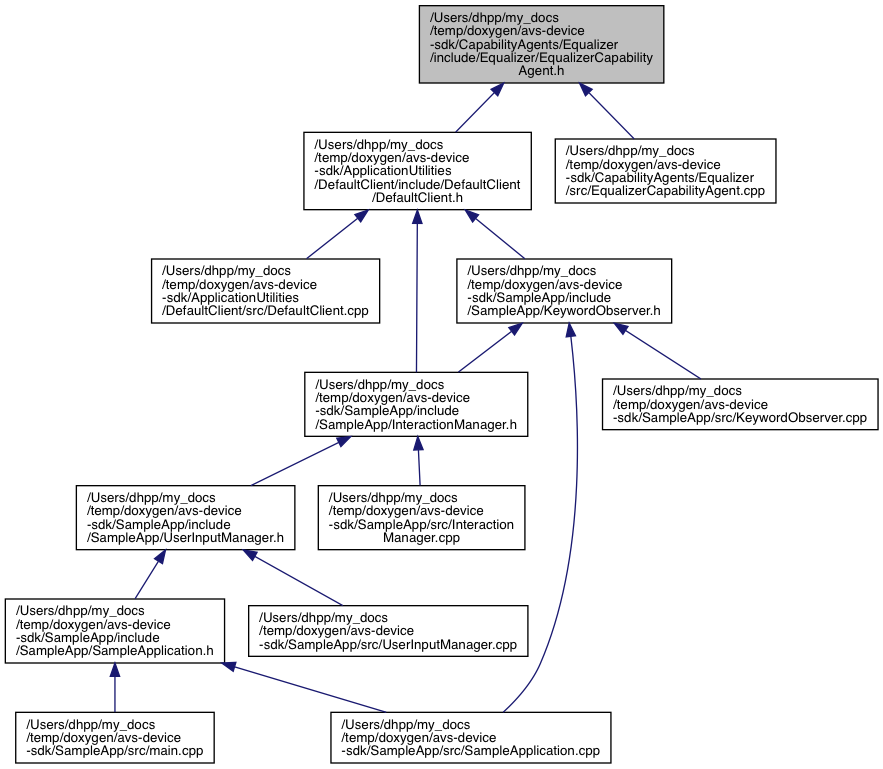 /Users/dhpp/my_docs
/temp/doxygen/avs-device
-sdk/CapabilityAgents/Equalizer
/include/Equalizer/EqualizerCapability
Agent.h
/Users/dhpp/my_docs
/temp/doxygen/avs-device
-sdk/ApplicationUtilities
/DefaultClient/include/DefaultClient
/DefaultClient.h
/Users/dhpp/my_docs
/temp/doxygen/avs-device
-sdk/CapabilityAgents/Equalizer
/src/EqualizerCapabilityAgent.cpp
/Users/dhpp/my_docs
/temp/doxygen/avs-device
-sdk/ApplicationUtilities
/DefaultClient/src/DefaultClient.cpp
/Users/dhpp/my_docs
/temp/doxygen/avs-device
-sdk/SampleApp/include
/SampleApp/KeywordObserver.h
/Users/dhpp/my_docs
/temp/doxygen/avs-device
-sdk/SampleApp/include
/SampleApp/InteractionManager.h
/Users/dhpp/my_docs
/temp/doxygen/avs-device
-sdk/SampleApp/src/KeywordObserver.cpp
/Users/dhpp/my_docs
/temp/doxygen/avs-device
-sdk/SampleApp/include
/SampleApp/UserInputManager.h
/Users/dhpp/my_docs
/temp/doxygen/avs-device
-sdk/SampleApp/src/Interaction
Manager.cpp
/Users/dhpp/my_docs
/temp/doxygen/avs-device
-sdk/SampleApp/include
/SampleApp/SampleApplication.h
/Users/dhpp/my_docs
/temp/doxygen/avs-device
-sdk/SampleApp/src/UserInputManager.cpp
/Users/dhpp/my_docs
/temp/doxygen/avs-device
-sdk/SampleApp/src/main.cpp
/Users/dhpp/my_docs
/temp/doxygen/avs-device
-sdk/SampleApp/src/SampleApplication.cpp